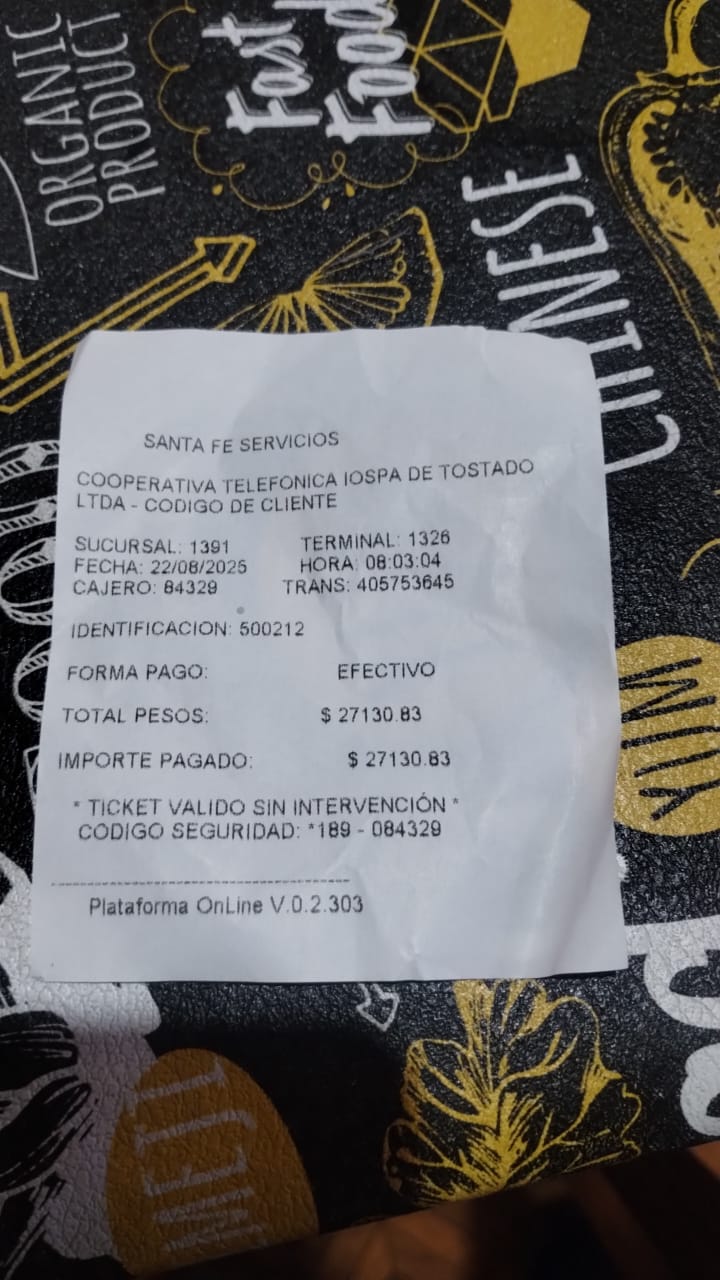 ORGANIC
PRODUCT
Fast
Food
CHINESE
SANTA FE SERVICIOS
COOPERATIVA TELEFONICA IOSPA DE TOSTADO
LTDA - CODIGO DE CLIENTE
SUCURSAL: 1391 TERMINAL: 1326
FECHA: 22/08/2025 HORA: 08:03:04
CAJERO: 84329 TRANS: 405753645
IDENTIFICACION: 500212
FORMA PAGO: EFECTIVO
TOTAL PESOS: $ 27130.83
IMPORTE PAGADO: $ 27130.83
* TICKET VALIDO SIN INTERVENCIÓN *
CODIGO SEGURIDAD: *189 - 084329
Plataforma OnLine V.0.2.303
YUM